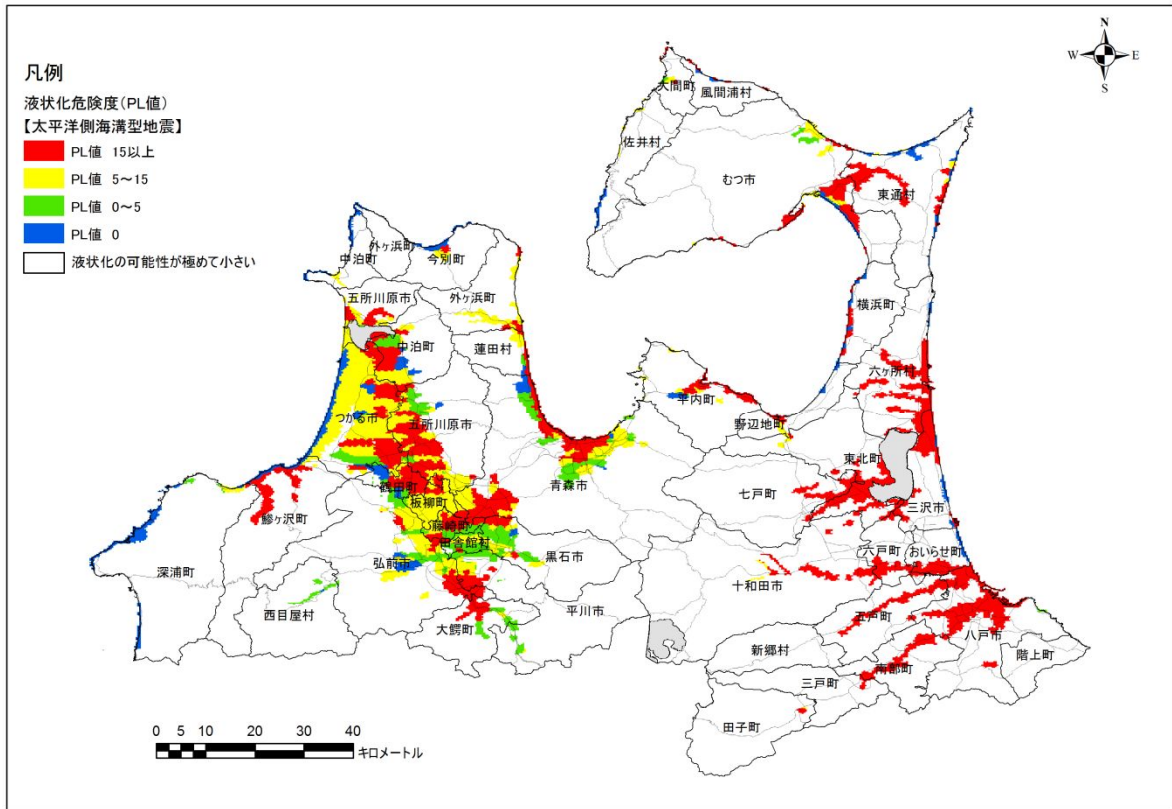 凡例
液状化危険度(PL値)
【太平洋側海溝型地震】
PL値 15以上
PL値 5～15
PL値 0～5
PL値 0
液状化の可能性が極めて小さい
N
W
E
S
大間町
風間浦村
佐井村
むつ市
東通村
外ヶ浜町
中泊町
今別町
五所川原市
外ヶ浜町
横浜町
中泊町
蓬田村
六ヶ所村
平内町
つがる市
五所川原市
野辺地町
東北町
青森市
七戸町
鶴田町
板柳町
三沢市
鰺ヶ沢町
藤崎町
田舎館村
六戸町
おいらせ町
弘前市
黒石市
深浦町
十和田市
西目屋村
平川市
五戸町
大鰐町
八戸市
新郷村
階上町
南部町
三戸町
田子町
0 5 10 20 30 40
キロメートル